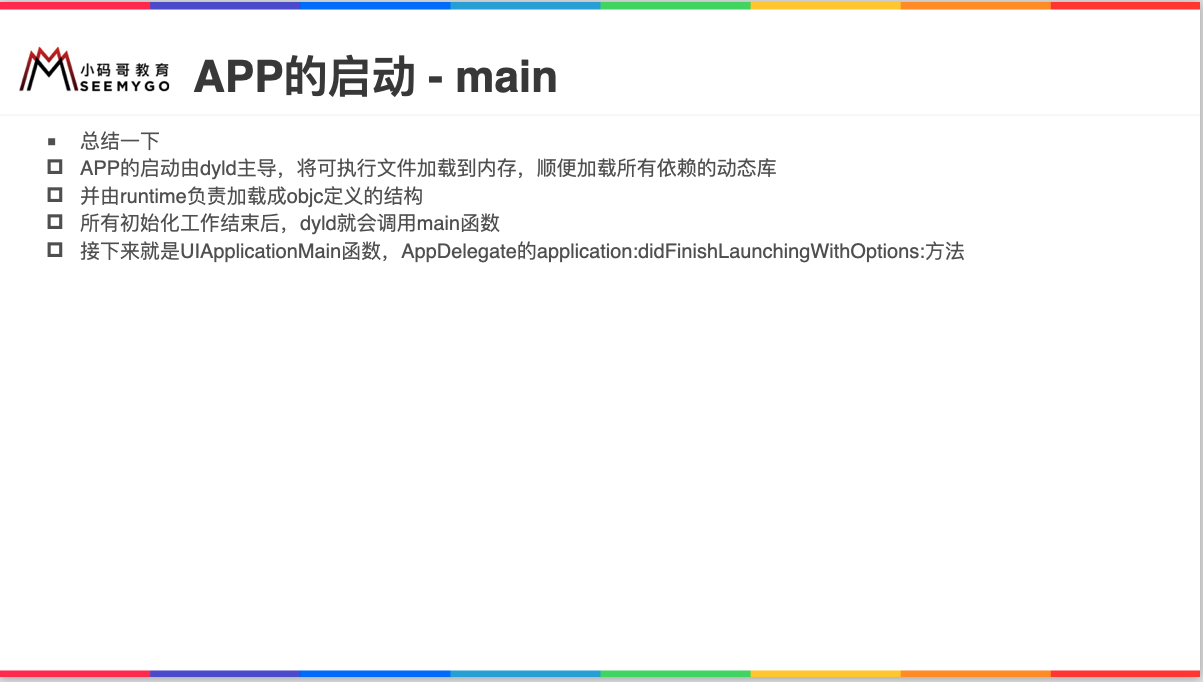 小码哥教育
SEEMYGO
APP的启动 - main
总结一下
APP的启动由dyld主导，将可执行文件加载到内存，顺便加载所有依赖的动态库
并由runtime负责加载成objc定义的结构
所有初始化工作结束后，dyld就会调用main函数
接下来就是UIApplicationMain函数，AppDelegate的application:didFinishLaunchingWithOptions:方法